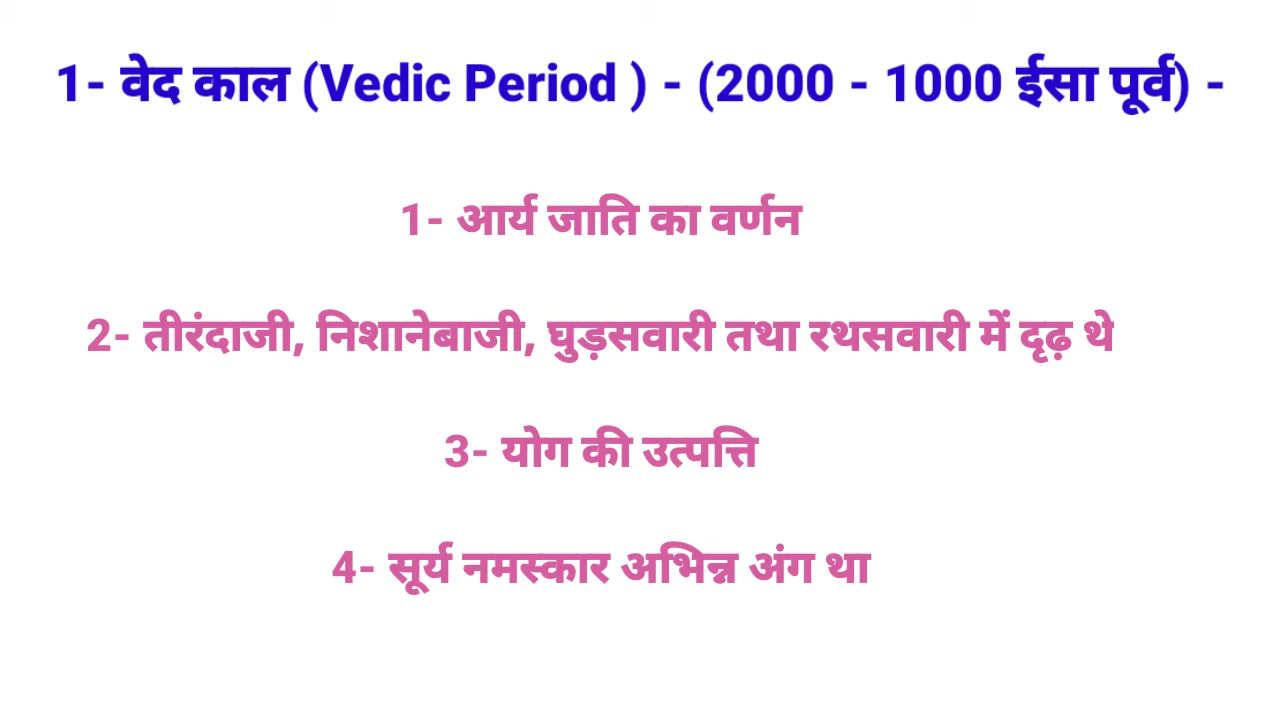 1- वेद काल (Vedic Period ) - (2000 - 1000 ईसा पूर्व) -
1- आर्य जाति का वर्णन
2- तीरंदाजी, निशानेबाजी, घुड़सवारी तथा रथसवारी में दृढ़ थे
3- योग की उत्पत्ति
4- सूर्य नमस्कार अभिन्न अंग था